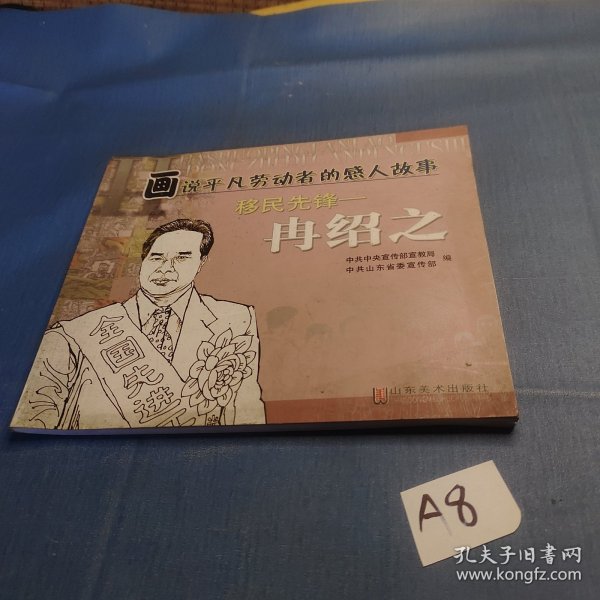 画说平凡劳动者的感人故事
移民先锋——
冉绍之
中共中央宣传部宣教局
中共山东省委宣传部 编
全国先进
山东美术出版社
A8
孔夫子旧书网
www.kongfz.com